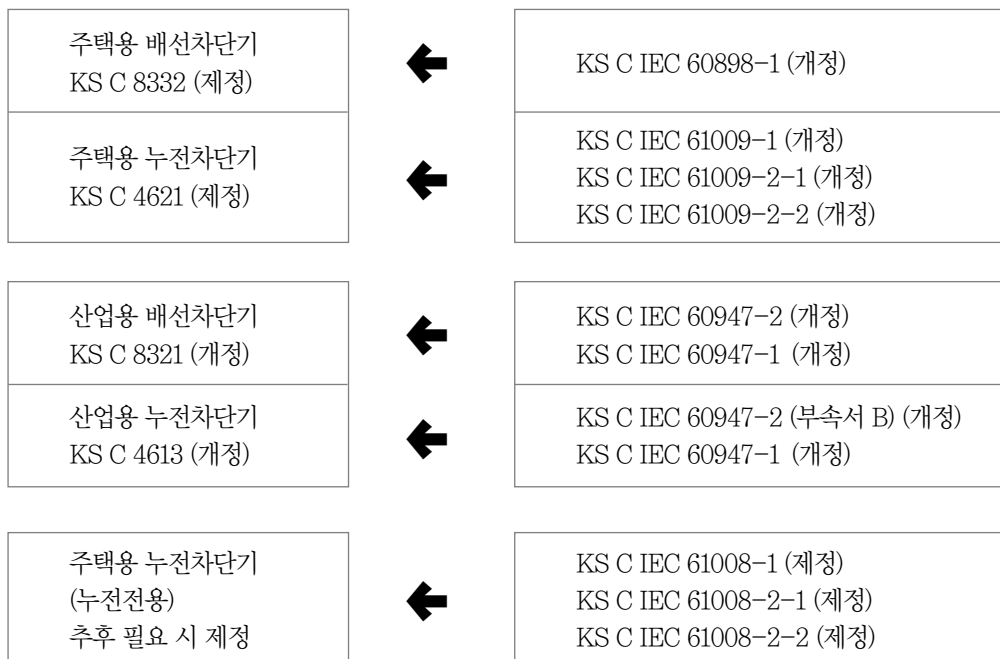 주택용 배선차단기
KS C 8332 (제정)
KS C IEC 60898-1 (개정)
주택용 누전차단기
KS C 4621 (제정)
KS C IEC 61009-1 (개정)
KS C IEC 61009-2-1 (개정)
KS C IEC 61009-2-2 (개정)
산업용 배선차단기
KS C 8321 (개정)
KS C IEC 60947-2 (개정)
KS C IEC 60947-1 (개정)
산업용 누전차단기
KS C 4613 (개정)
KS C IEC 60947-2 (부속서 B) (개정)
KS C IEC 60947-1 (개정)
주택용 누전차단기
(누전전용)
추후 필요 시 제정
KS C IEC 61008-1 (제정)
KS C IEC 61008-2-1 (제정)
KS C IEC 61008-2-2 (제정)